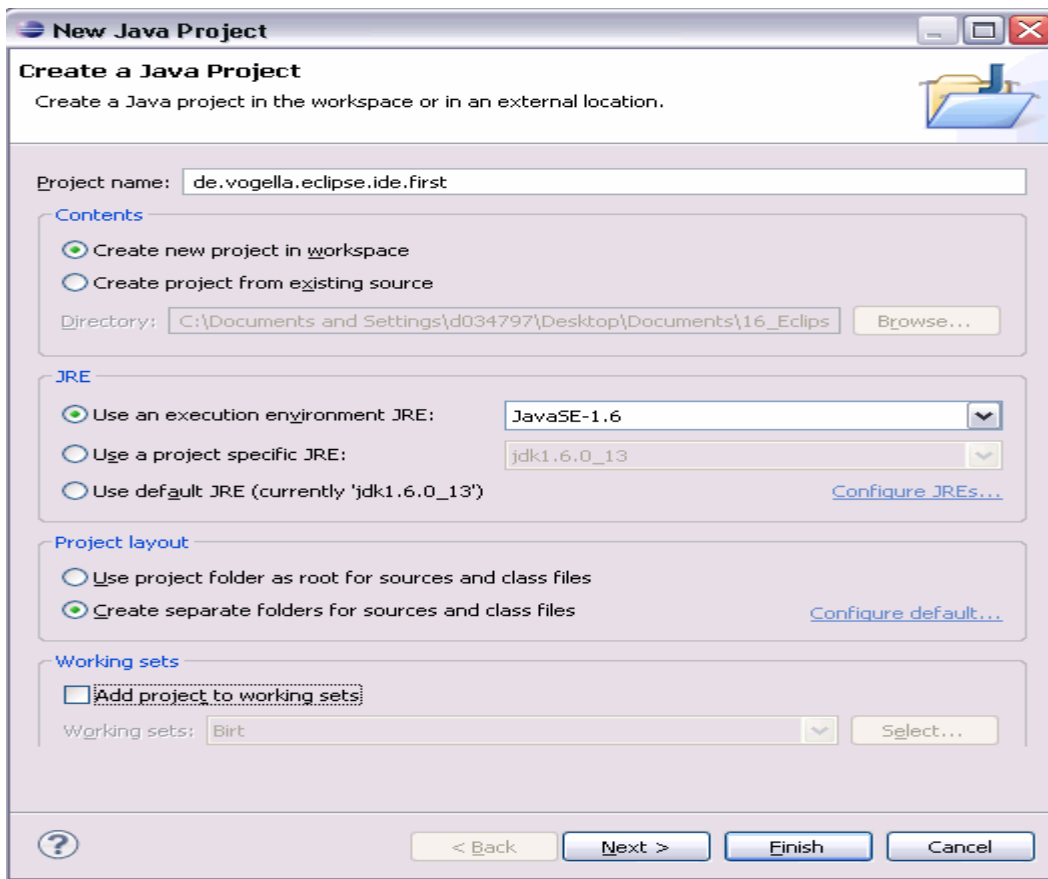 New Java Project
Create a Java Project
Create a Java project in the workspace or in an external location.
Project name: de.vogella.eclipse.ide.first
Contents
Create new project in workspace
Create project from existing source
Directory: C:\Documents and Settings\d034797\Desktop\Documents\16_Eclips Browse...
JRE
Use an execution environment JRE: JavaSE-1.6
Use a project specific JRE: jdk1.6.0_13
Use default JRE (currently 'jdk1.6.0_13') Configure JREs...
Project layout
Use project folder as root for sources and class files
Create separate folders for sources and class files Configure default...
Working sets
Add project to working sets
Working sets: Birt Select...
? < Back Next > Finish Cancel